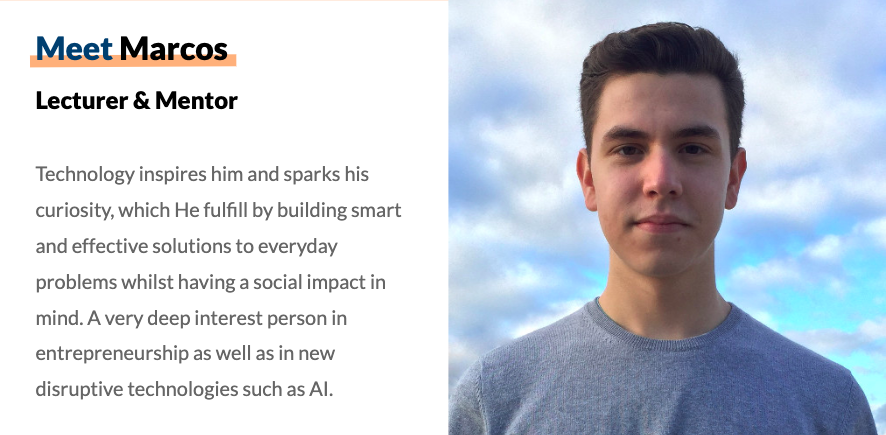 Meet Marcos
Lecturer & Mentor
Technology inspires him and sparks his
curiosity, which He fulfill by building smart
and effective solutions to everyday
problems whilst having a social impact in
mind. A very deep interest person in
entrepreneurship as well as in new
disruptive technologies such as AI.